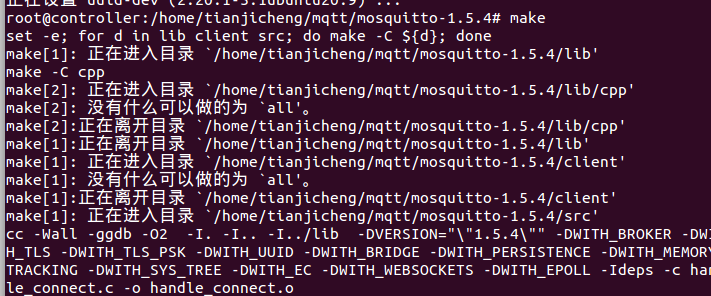 正在设置 uuid-dev (2.20.1-5.1ubuntu20.9) ...
root@controller:/home/tianjicheng/mqtt/mosquitto-1.5.4# make
set -e; for d in lib client src; do make -C ${d}; done
make[1]: 正在进入目录 `/home/tianjicheng/mqtt/mosquitto-1.5.4/lib'
make -C cpp
make[2]: 正在进入目录 `/home/tianjicheng/mqtt/mosquitto-1.5.4/lib/cpp'
make[2]: 没有什么可以做的为 `all'。
make[2]:正在离开目录 `/home/tianjicheng/mqtt/mosquitto-1.5.4/lib/cpp'
make[1]:正在离开目录 `/home/tianjicheng/mqtt/mosquitto-1.5.4/lib'
make[1]: 正在进入目录 `/home/tianjicheng/mqtt/mosquitto-1.5.4/client'
make[1]: 没有什么可以做的为 `all'。
make[1]:正在离开目录 `/home/tianjicheng/mqtt/mosquitto-1.5.4/client'
make[1]: 正在进入目录 `/home/tianjicheng/mqtt/mosquitto-1.5.4/src'
cc -Wall -ggdb -O2  -I. -I.. -I../lib  -DVERSION="\"1.5.4\"" -DWITH_BROKER -DWI
H_TLS -DWITH_TLS_PSK -DWITH_UUID -DWITH_BRIDGE -DWITH_PERSISTENCE -DWITH_MEMORY
TRACKING -DWITH_SYS_TREE -DWITH_EC -DWITH_WEBSOCKETS -DWITH_EPOLL -Ideps -c han
le_connect.c -o handle_connect.o